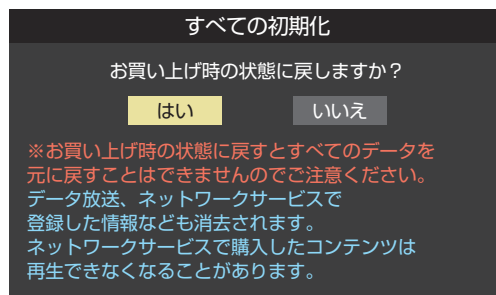 すべての初期化
お買い上げ時の状態に戻しますか？
はい
いいえ
※お買い上げ時の状態に戻すとすべてのデータを
元に戻すことはできませんのでご注意ください。
データ放送、ネットワークサービスで
登録した情報なども消去されます。
ネットワークサービスで購入したコンテンツは
再生できなくなることがあります。